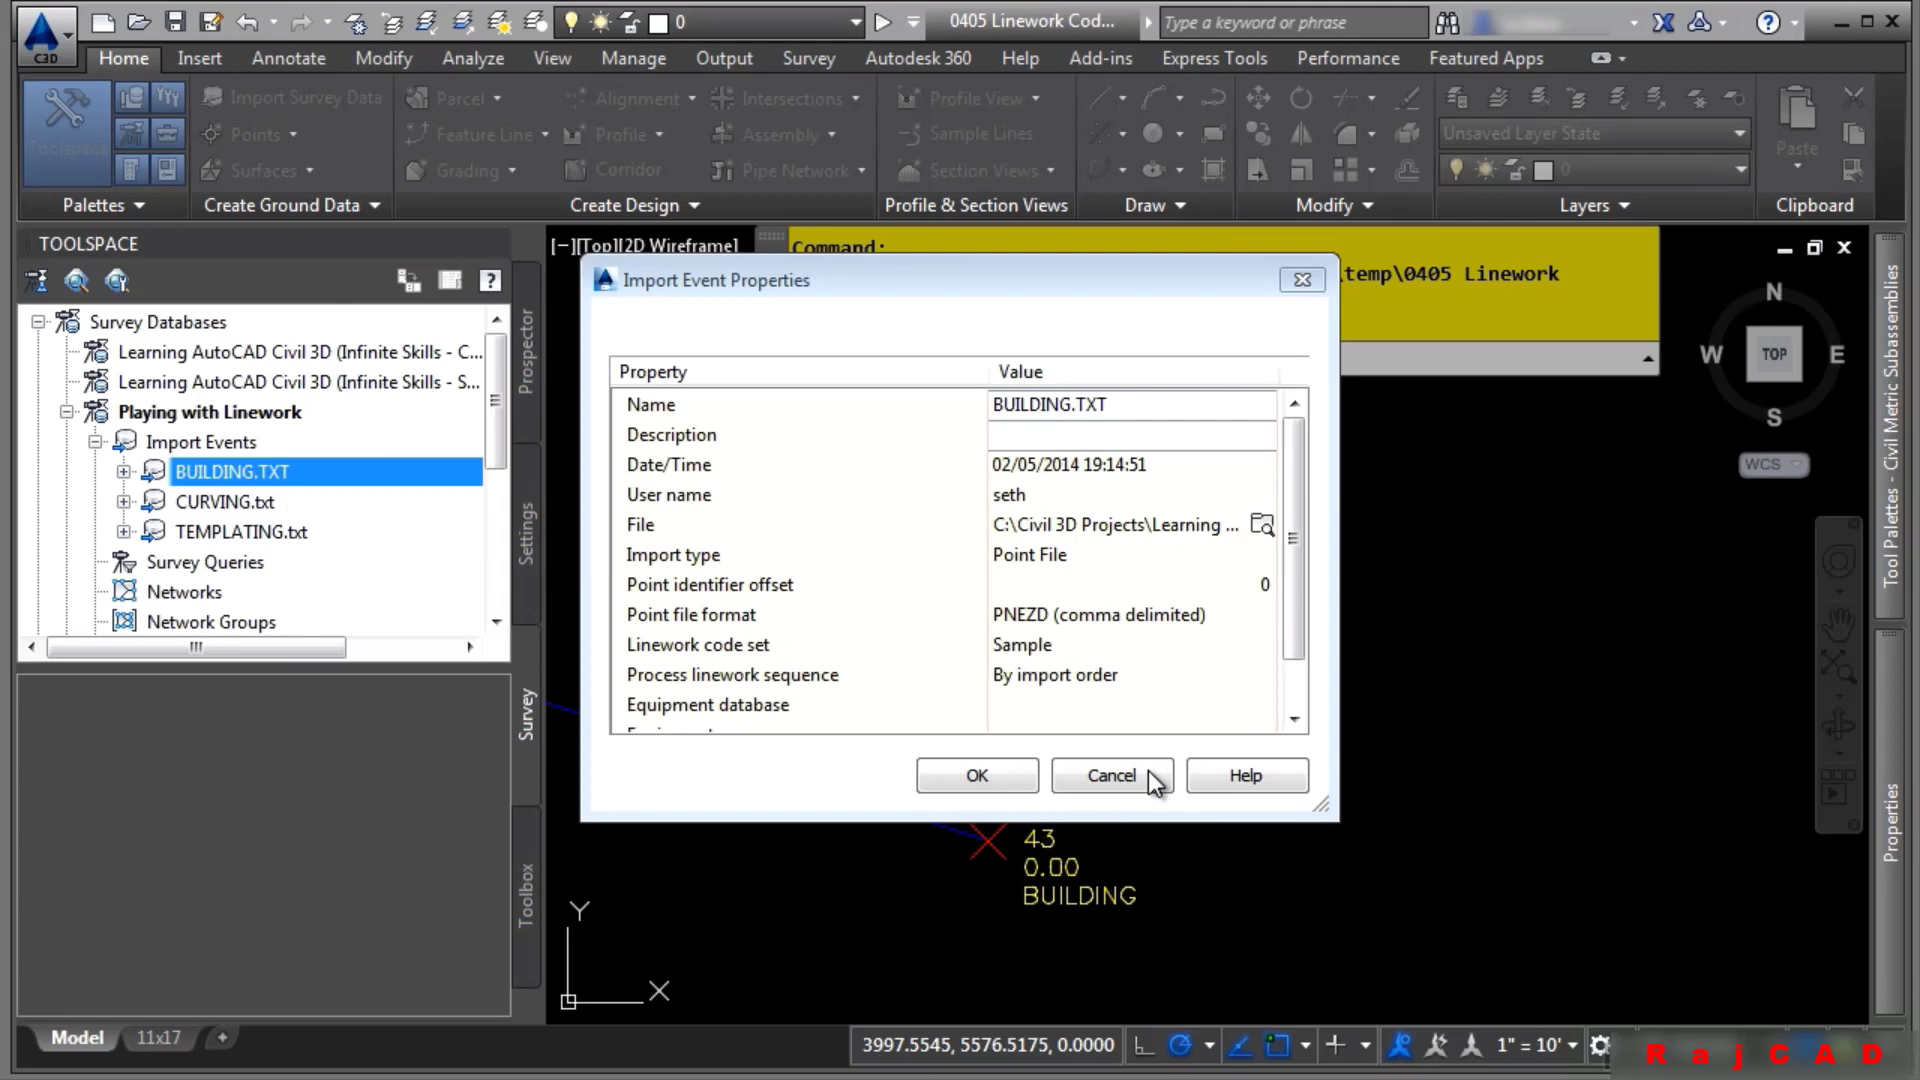 0
0405 Linework Cod...
Type a keyword or phrase
C3D
Home
Insert
Annotate
Modify
Analyze
View
Manage
Output
Survey
Autodesk 360
Help
Add-ins
Express Tools
Performance
Featured Apps
Toolspace
Import Survey Data
Points
Surfaces
Parcel
Feature Line
Grading
Alignment
Profile
Corridor
Intersections
Assembly
Pipe Network
Profile View
Sample Lines
Section Views
Unsaved Layer State
0
Paste
Palettes
Create Ground Data
Create Design
Profile & Section Views
Draw
Modify
Layers
Clipboard
TOOLSPACE
Survey Databases
Learning AutoCAD Civil 3D (Infinite Skills - C...
Learning AutoCAD Civil 3D (Infinite Skills - S...
Playing with Linework
Import Events
BUILDING.TXT
CURVING.txt
TEMPLATING.txt
Survey Queries
Networks
Network Groups
Prospector
Settings
Survey
Toolbox
[−][Top][2D Wireframe]
Command:
\temp\0405 Linework
Import Event Properties
Property Value
Name BUILDING.TXT
Description
Date/Time 02/05/2014 19:14:51
User name seth
File C:\Civil 3D Projects\Learning ...
Import type Point File
Point identifier offset 0
Point file format PNEZD (comma delimited)
Linework code set Sample
Process linework sequence By import order
Equipment database
OK
Cancel
Help
43
0.00
BUILDING
Y
X
N
W
TOP
E
S
WCS
Tool Palettes - Civil Metric Subassemblies
Properties
Model
11x17
3997.5545, 5576.5175, 0.0000
1" = 10'
RajCAD